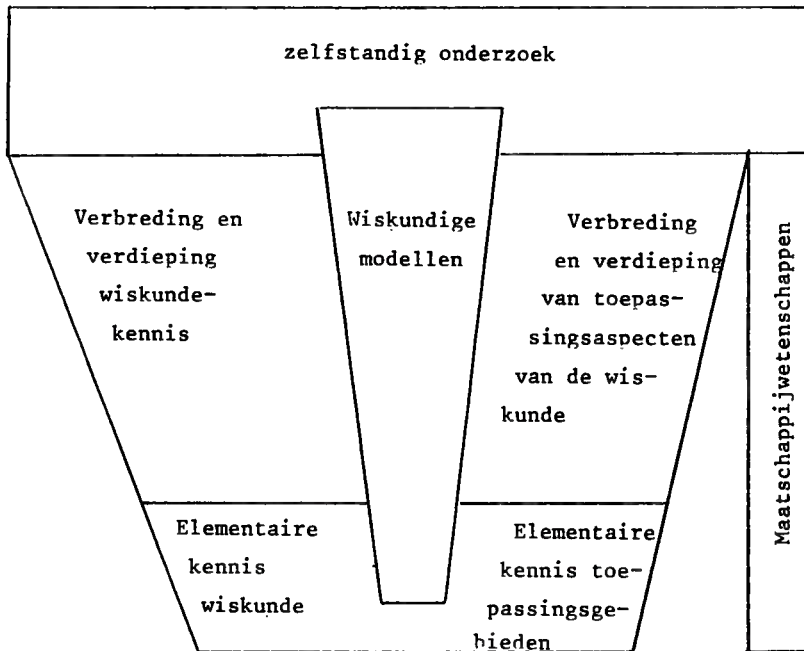 zelfstandig onderzoek
Verbreding en
verdieping
wiskunde-
kennis
Wiskundige
modellen
Verbreding
en verdieping
van toepas-
singsaspecten
van de wis-
kunde
Maatschappijwetenschappen
Elementaire
kennis
wiskunde
Elementaire
kennis toe-
passingsge-
bieden